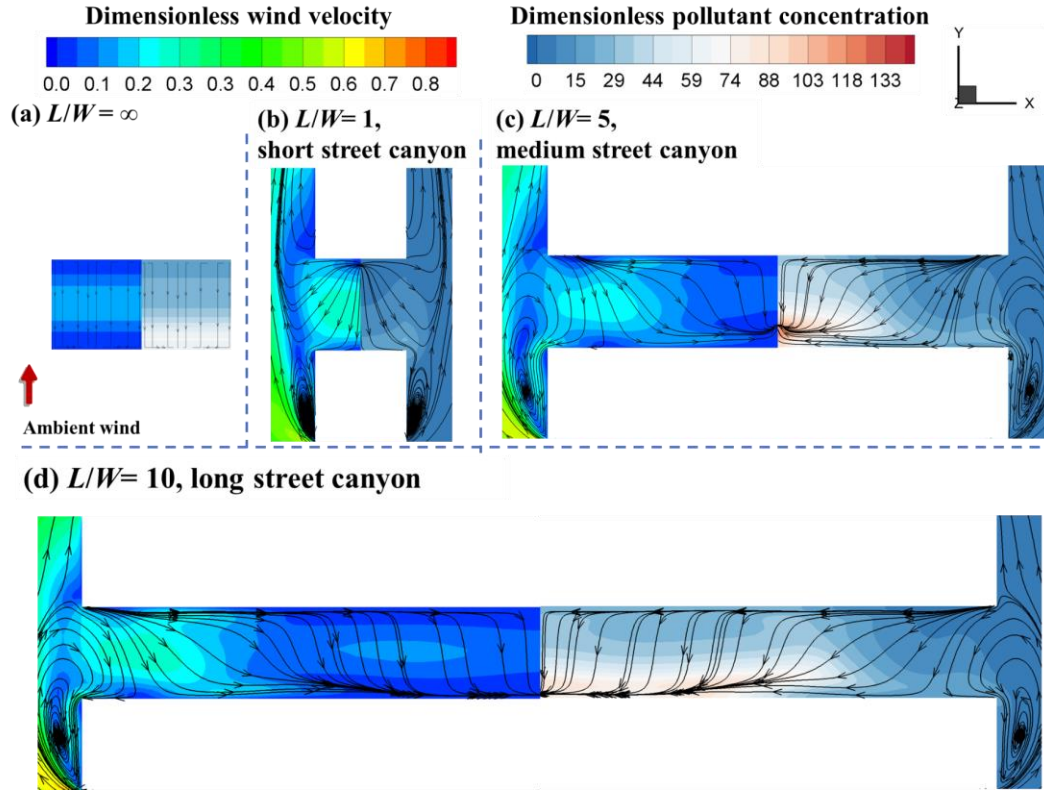 Dimensionless wind velocity
Dimensionless pollutant concentration
0.0 0.1 0.2 0.3 0.3 0.4 0.5 0.6 0.7 0.8
0 15 29 44 59 74 88 103 118 133
Y
Z
X
(a) L/W = ∞
(b) L/W= 1,
short street canyon
(c) L/W= 5,
medium street canyon
Ambient wind
(d) L/W= 10, long street canyon